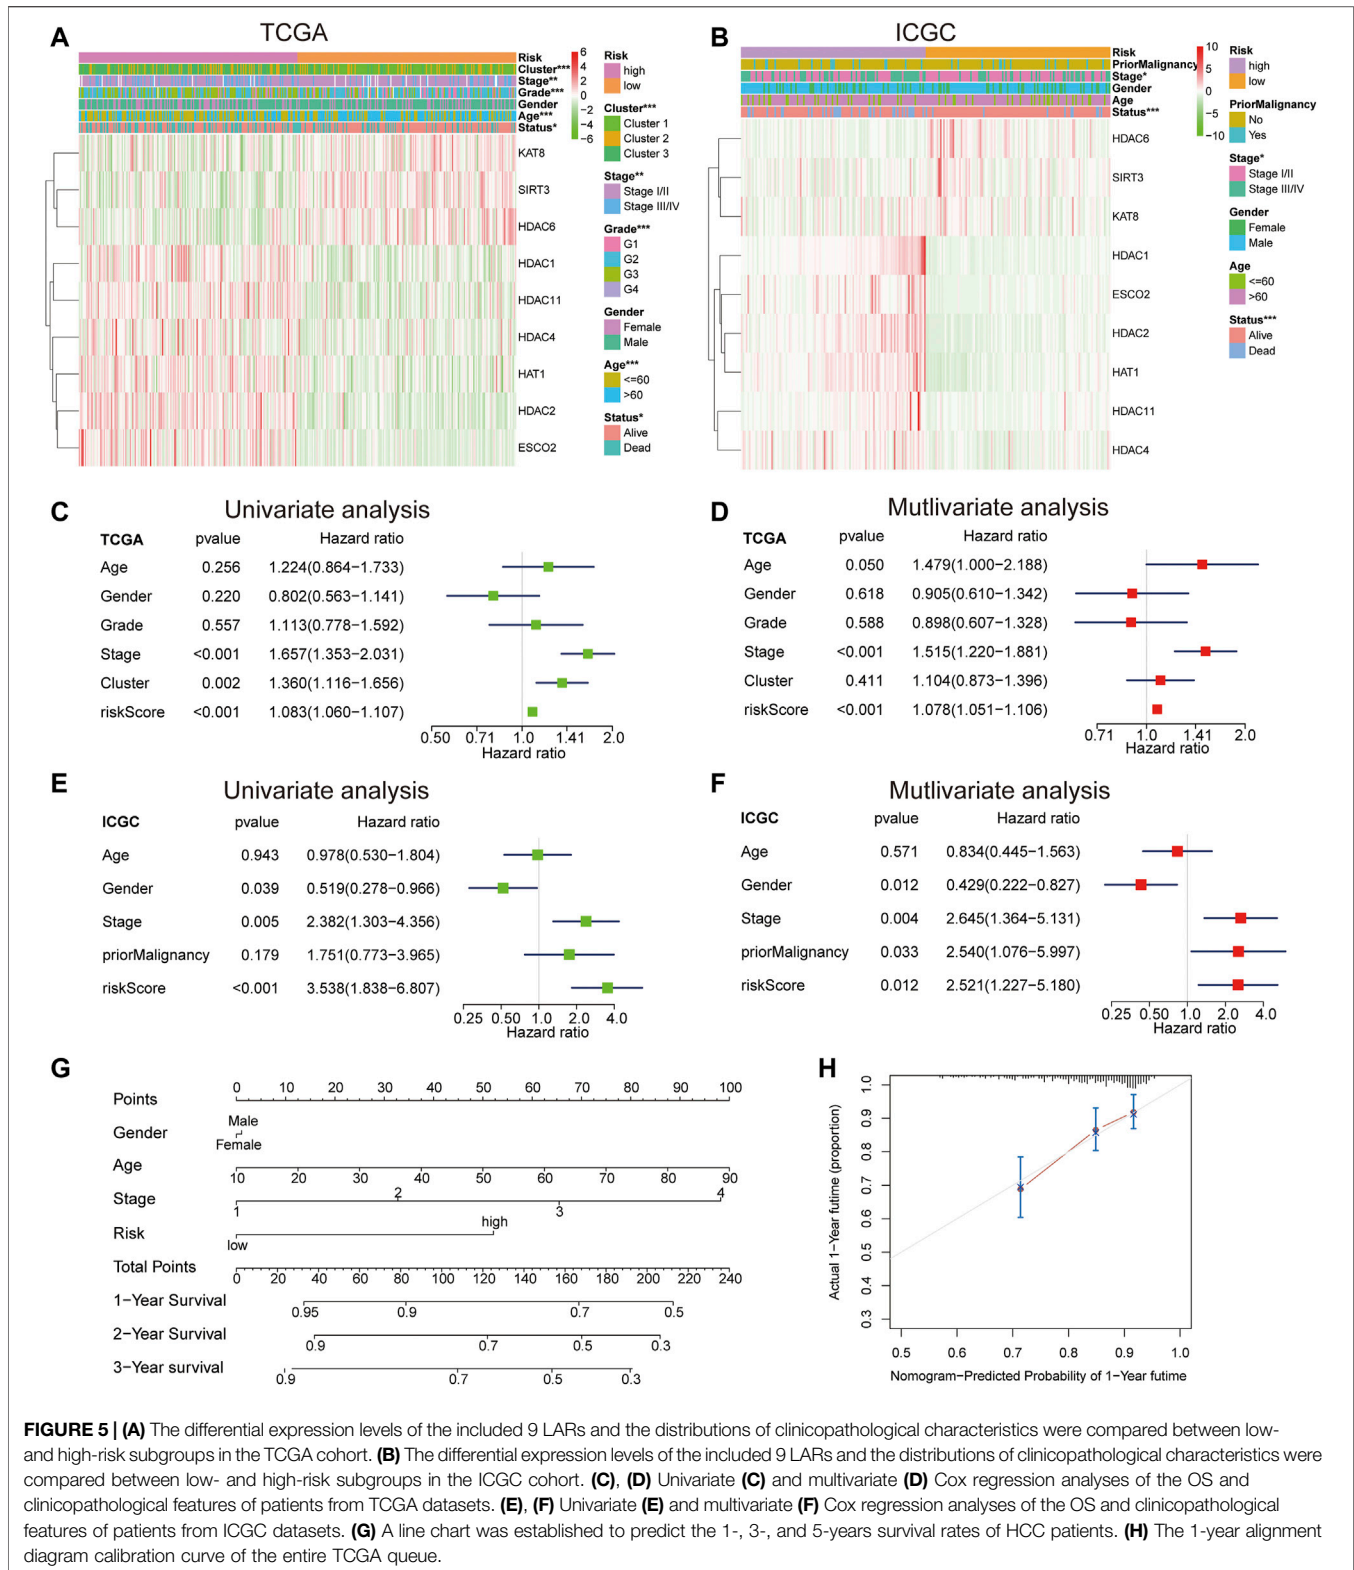 A
TCGA
Risk
Cluster***
Stage**
Grade***
Gender
Age***
Status*
KAT8
SIRT3
HDAC6
HDAC1
HDAC11
HDAC4
HAT1
HDAC2
ESCO2
6
4
2
0
−2
−4
−6
Risk
high
low
Cluster***
Cluster 1
Cluster 2
Cluster 3
Stage**
Stage I/II
Stage III/IV
Grade***
G1
G2
G3
G4
Gender
Female
Male
Age***
<=60
>60
Status*
Alive
Dead
B
ICGC
Risk
PriorMalignancy
Stage*
Gender
Age
Status***
HDAC6
SIRT3
KAT8
HDAC1
ESCO2
HDAC2
HAT1
HDAC11
HDAC4
10
5
0
−5
−10
Risk
high
low
PriorMalignancy
No
Yes
Stage*
Stage I/II
Stage III/IV
Gender
Female
Male
Age
<=60
>60
Status***
Alive
Dead
C
Univariate analysis
TCGA pvalue Hazard ratio
Age 0.256 1.224(0.864−1.733)
Gender 0.220 0.802(0.563−1.141)
Grade 0.557 1.113(0.778−1.592)
Stage <0.001 1.657(1.353−2.031)
Cluster 0.002 1.360(1.116−1.656)
riskScore <0.001 1.083(1.060−1.107)
0.50 0.71 1.0 1.41 2.0
Hazard ratio
D
Mutlivariate analysis
TCGA pvalue Hazard ratio
Age 0.050 1.479(1.000−2.188)
Gender 0.618 0.905(0.610−1.342)
Grade 0.588 0.898(0.607−1.328)
Stage <0.001 1.515(1.220−1.881)
Cluster 0.411 1.104(0.873−1.396)
riskScore <0.001 1.078(1.051−1.106)
0.71 1.0 1.41 2.0
Hazard ratio
E
Univariate analysis
ICGC pvalue Hazard ratio
Age 0.943 0.978(0.530−1.804)
Gender 0.039 0.519(0.278−0.966)
Stage 0.005 2.382(1.303−4.356)
priorMalignancy 0.179 1.751(0.773−3.965)
riskScore <0.001 3.538(1.838−6.807)
0.25 0.50 1.0 2.0 4.0
Hazard ratio
F
Mutlivariate analysis
ICGC pvalue Hazard ratio
Age 0.571 0.834(0.445−1.563)
Gender 0.012 0.429(0.222−0.827)
Stage 0.004 2.645(1.364−5.131)
priorMalignancy 0.033 2.540(1.076−5.997)
riskScore 0.012 2.521(1.227−5.180)
0.25 0.50 1.0 2.0 4.0
Hazard ratio
G
Points 0 10 20 30 40 50 60 70 80 90 100
Male
Gender
Female
Age
10 20 30 40 50 60 70 80 90
2 4
Stage
1 3
high
Risk
low
Total Points
0 20 40 60 80 100 120 140 160 180 200 220 240
1−Year Survival
0.95 0.9 0.7 0.5
2−Year Survival
0.9 0.7 0.5 0.3
3−Year survival
0.9 0.7 0.5 0.3
H
Actual 1−Year futime (proportion)
1.0
0.9
0.8
0.7
0.6
0.5
0.4
0.3
0.5 0.6 0.7 0.8 0.9 1.0
Nomogram−Predicted Probability of 1−Year futime
FIGURE 5 | (A) The differential expression levels of the included 9 LARs and the distributions of clinicopathological characteristics were compared between low-
and high-risk subgroups in the TCGA cohort. (B) The differential expression levels of the included 9 LARs and the distributions of clinicopathological characteristics were
compared between low- and high-risk subgroups in the ICGC cohort. (C), (D) Univariate (C) and multivariate (D) Cox regression analyses of the OS and
clinicopathological features of patients from TCGA datasets. (E), (F) Univariate (E) and multivariate (F) Cox regression analyses of the OS and clinicopathological
features of patients from ICGC datasets. (G) A line chart was established to predict the 1-, 3-, and 5-years survival rates of HCC patients. (H) The 1-year alignment
diagram calibration curve of the entire TCGA queue.